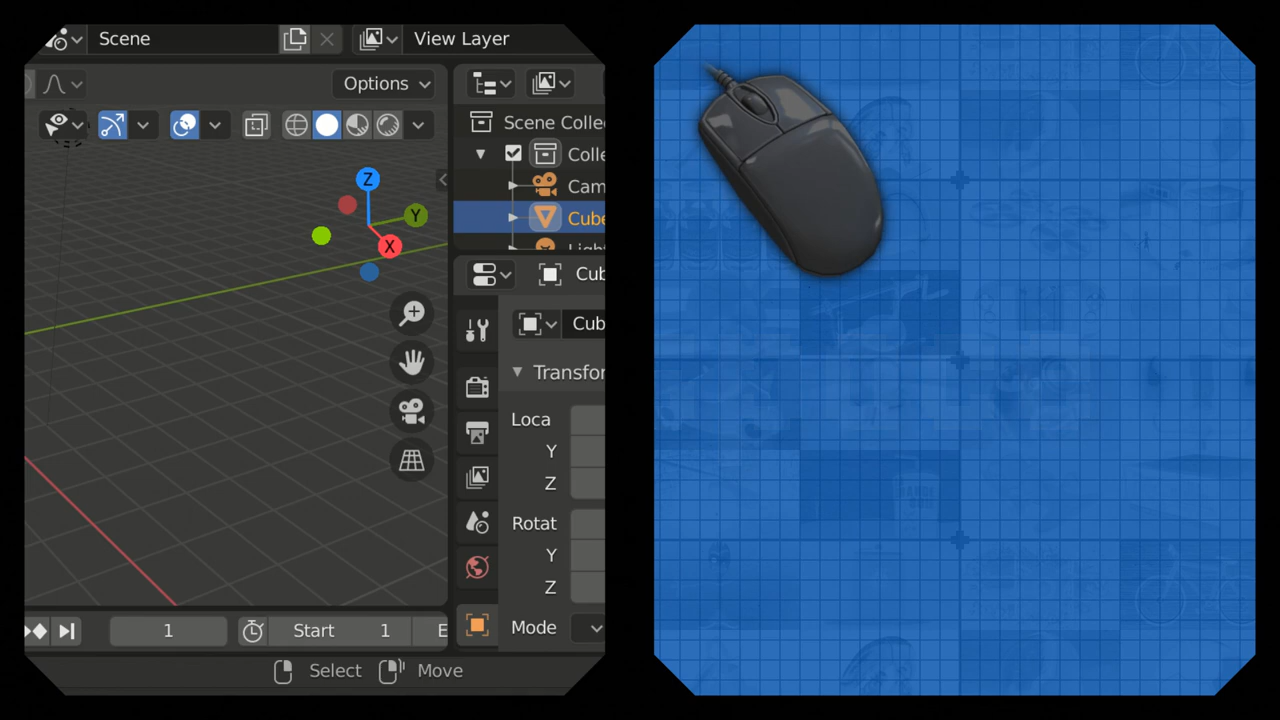 Scene View Layer
Options
Scene Colle
Colle
Cam
Cube
Light
Z
Y
X
Cub
Cub
Transfor
Loca
Y
Z
Rotat
Y
Z
Mode
1 Start 1 E
Select Move